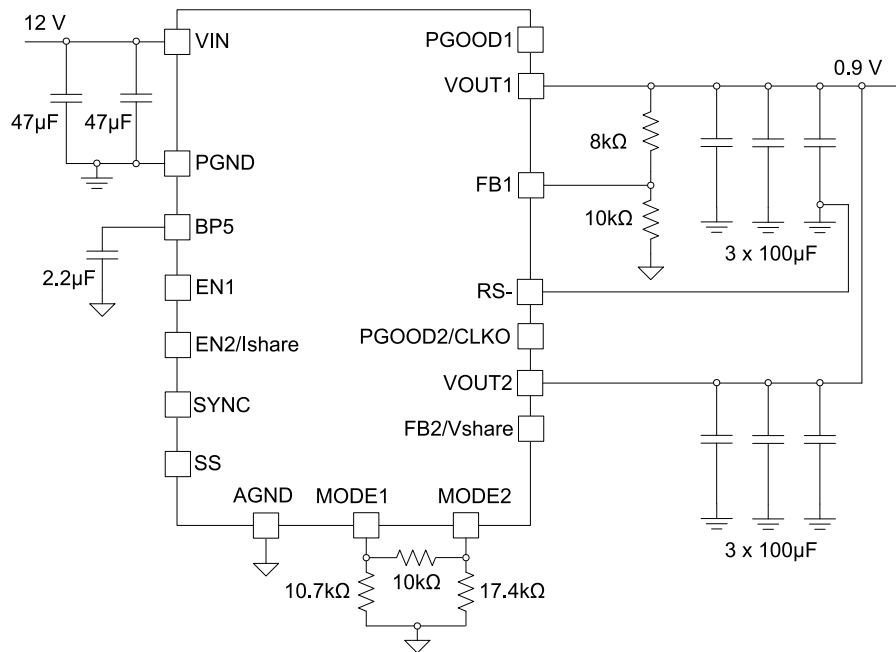 12 V
VIN
PGOOD1
VOUT1
0.9 V
47µF
47µF
8kΩ
PGND
FB1
10kΩ
BP5
3 x 100µF
2.2µF
EN1
RS-
EN2/Ishare
PGOOD2/CLKO
VOUT2
SYNC
FB2/Vshare
SS
AGND
MODE1
MODE2
3 x 100µF
10.7kΩ
10kΩ
17.4kΩ